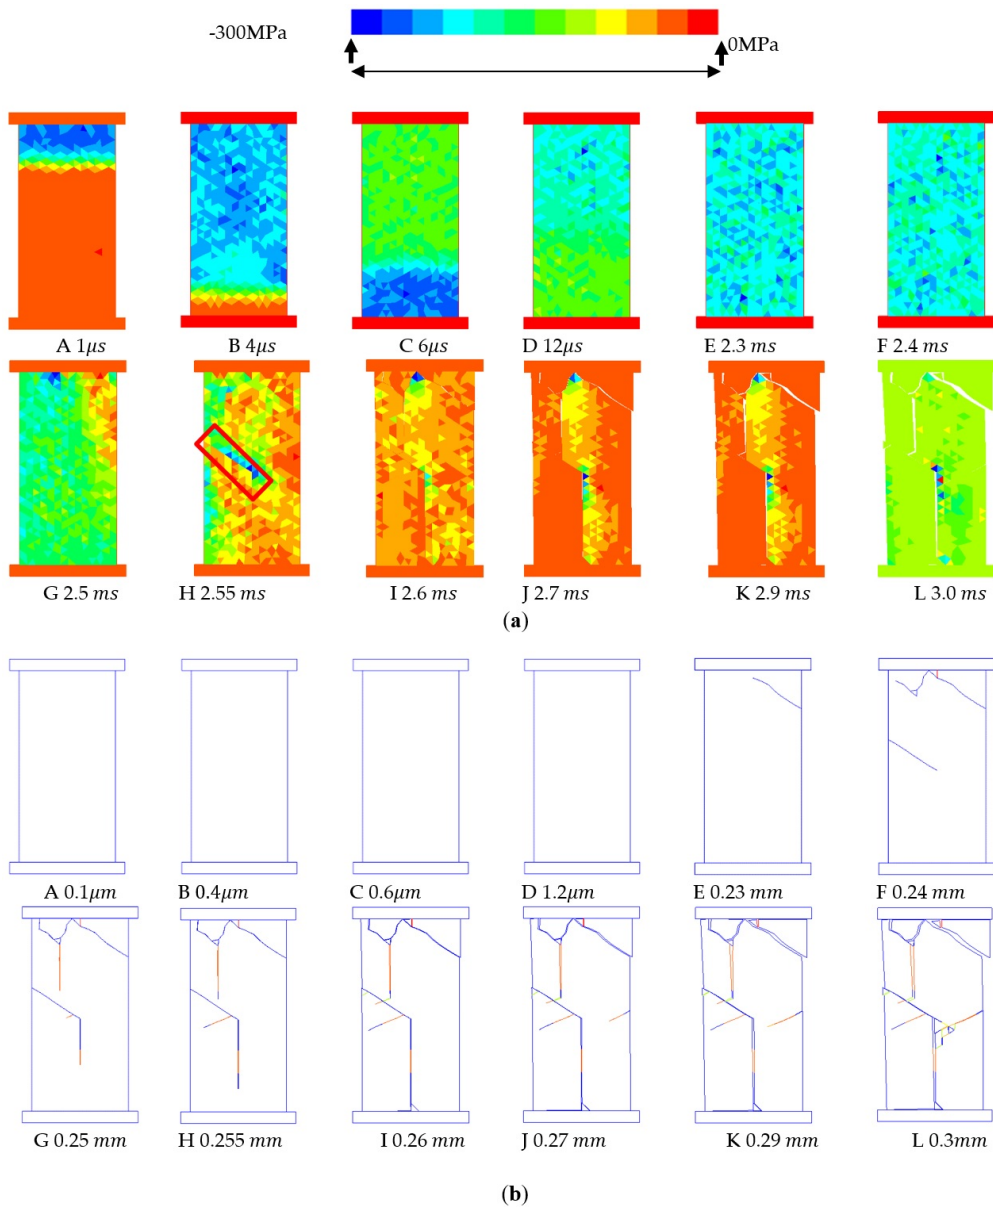 -300MPa 0MPa
A 1μs B 4μs C 6μs D 12μs E 2.3 ms F 2.4 ms
G 2.5 ms H 2.55 ms I 2.6 ms J 2.7 ms K 2.9 ms L 3.0 ms
(a)
A 0.1μm B 0.4μm C 0.6μm D 1.2μm E 0.23 mm F 0.24 mm
G 0.25 mm H 0.255 mm I 0.26 mm J 0.27 mm K 0.29 mm L 0.3mm
(b)